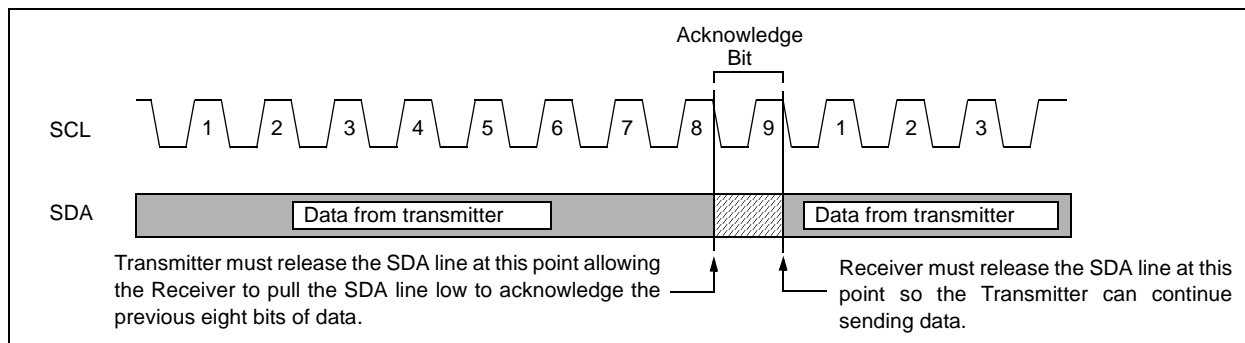 Acknowledge
Bit
SCL
1 2 3 4 5 6 7 8 9 1 2 3
SDA
Data from transmitter
Data from transmitter
Transmitter must release the SDA line at this point allowing
the Receiver to pull the SDA line low to acknowledge the
previous eight bits of data.
Receiver must release the SDA line at this
point so the Transmitter can continue
sending data.